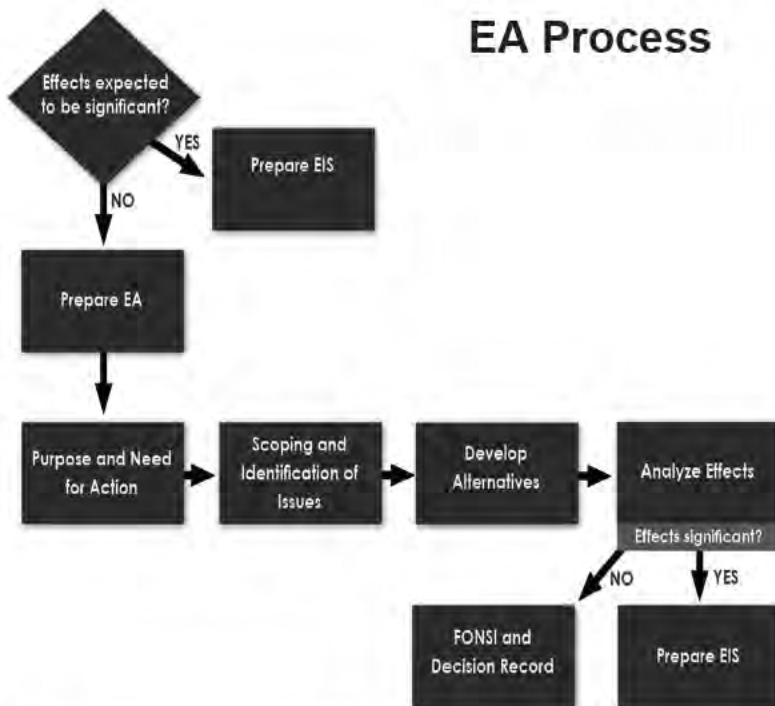 EA Process
Effects expected
to be significant?
YES
Prepare EIS
NO
Prepare EA
Purpose and Need
for Action
Scoping and
Identification of
Issues
Develop
Alternatives
Analyze Effects
Effects significant?
NO
YES
FONSI and
Decision Record
Prepare EIS